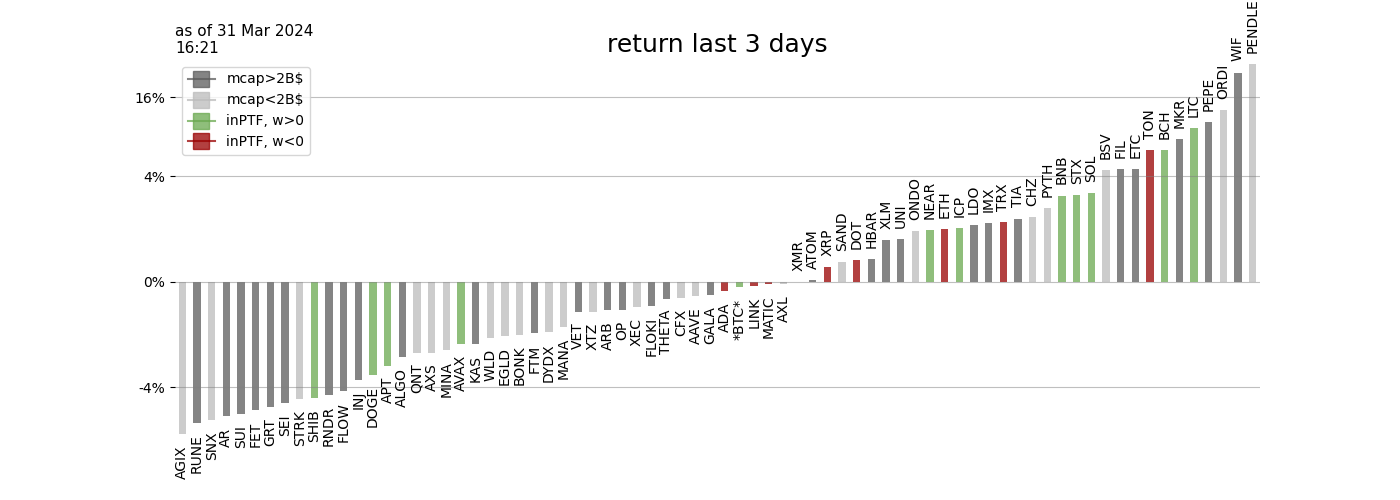 as of 31 Mar 2024
16:21
return last 3 days
mcap>2B$
mcap<2B$
inPTF, w>0
inPTF, w<0
16%
4%
0%
-4%
AGIX
RUNE
SNX
AR
SUI
FET
GRT
SEI
STRK
SHIB
RNDR
FLOW
INJ
DOGE
APT
ALGO
QNT
AXS
MINA
AVAX
KAS
WLD
EGLD
BONK
FTM
DYDX
MANA
VET
XTZ
ARB
OP
XEC
FLOKI
THETA
CFX
AAVE
GALA
ADA
*BTC*
LINK
MATIC
AXL
XMR
ATOM
XRP
SAND
DOT
HBAR
XLM
UNI
ONDO
NEAR
ETH
ICP
LDO
IMX
TRX
TIA
CHZ
PYTH
BNB
STX
SOL
BSV
FIL
ETC
TON
BCH
MKR
LTC
PEPE
ORDI
WIF
PENDLE